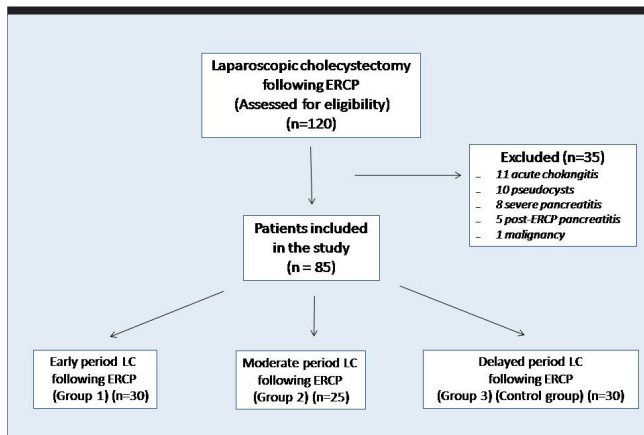 Laparoscopic cholecystectomy
following ERCP
(Assessed for eligibility)
(n=120)
Excluded (n=35)
– 11 acute cholangitis
– 10 pseudocysts
– 8 severe pancreatitis
– 5 post-ERCP pancreatitis
– 1 malignancy
Patients included
in the study
(n = 85)
Early period LC
following ERCP
(Group 1) (n=30)
Moderate period LC
following ERCP
(Group 2) (n=25)
Delayed period LC
following ERCP
(Group 3) (Control group) (n=30)